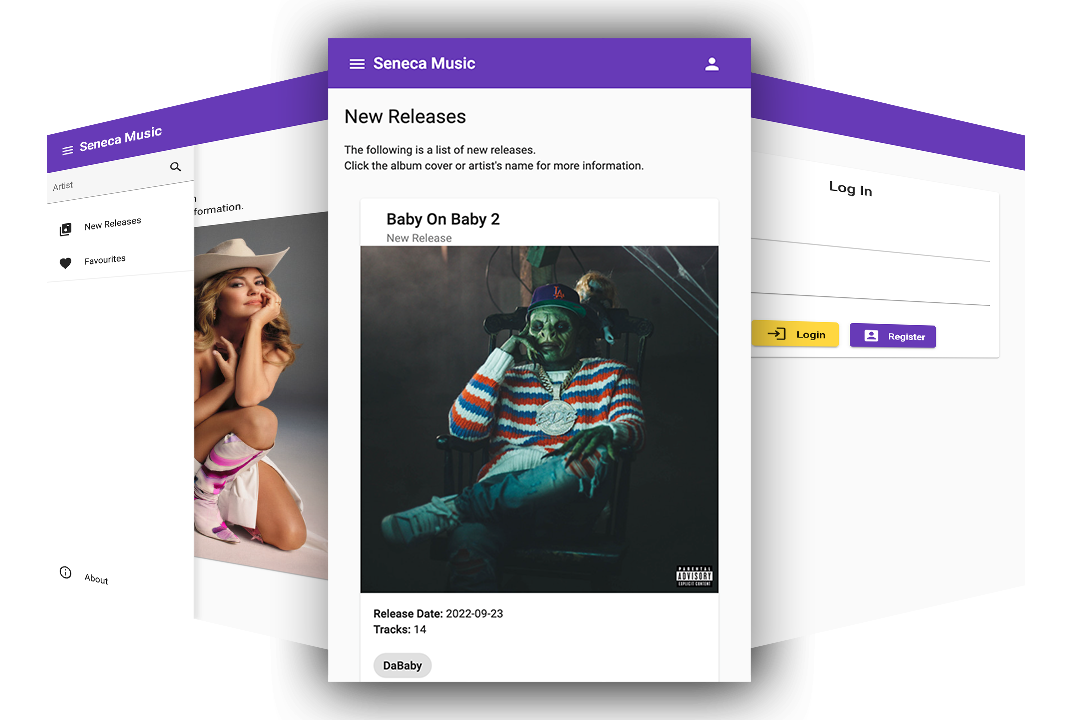 Seneca Music
Artist
New Releases
Favourites
formation.
About
Seneca Music
New Releases
The following is a list of new releases.
Click the album cover or artist's name for more information.
Baby On Baby 2
New Release
PARENTAL
ADVISORY
EXPLICIT CONTENT
Release Date: 2022-09-23
Tracks: 14
DaBaby
Log In
Login
Register